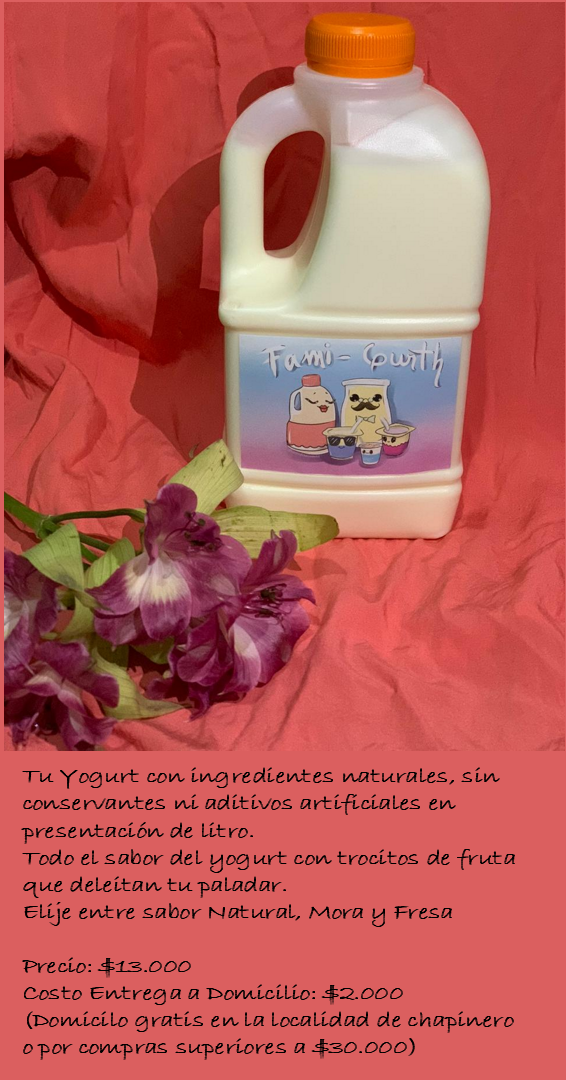 Fami-Gourth
Tu Yogurt con ingredientes naturales, sin
conservantes ni aditivos artificiales en
presentación de litro.
Todo el sabor del yogurt con trocitos de fruta
que deleitan tu paladar.
Elije entre sabor Natural, Mora y Fresa
Precio: $13.000
Costo Entrega a Domicilio: $2.000
(Domicilo gratis en la localidad de chapinero
o por compras superiores a $30.000)